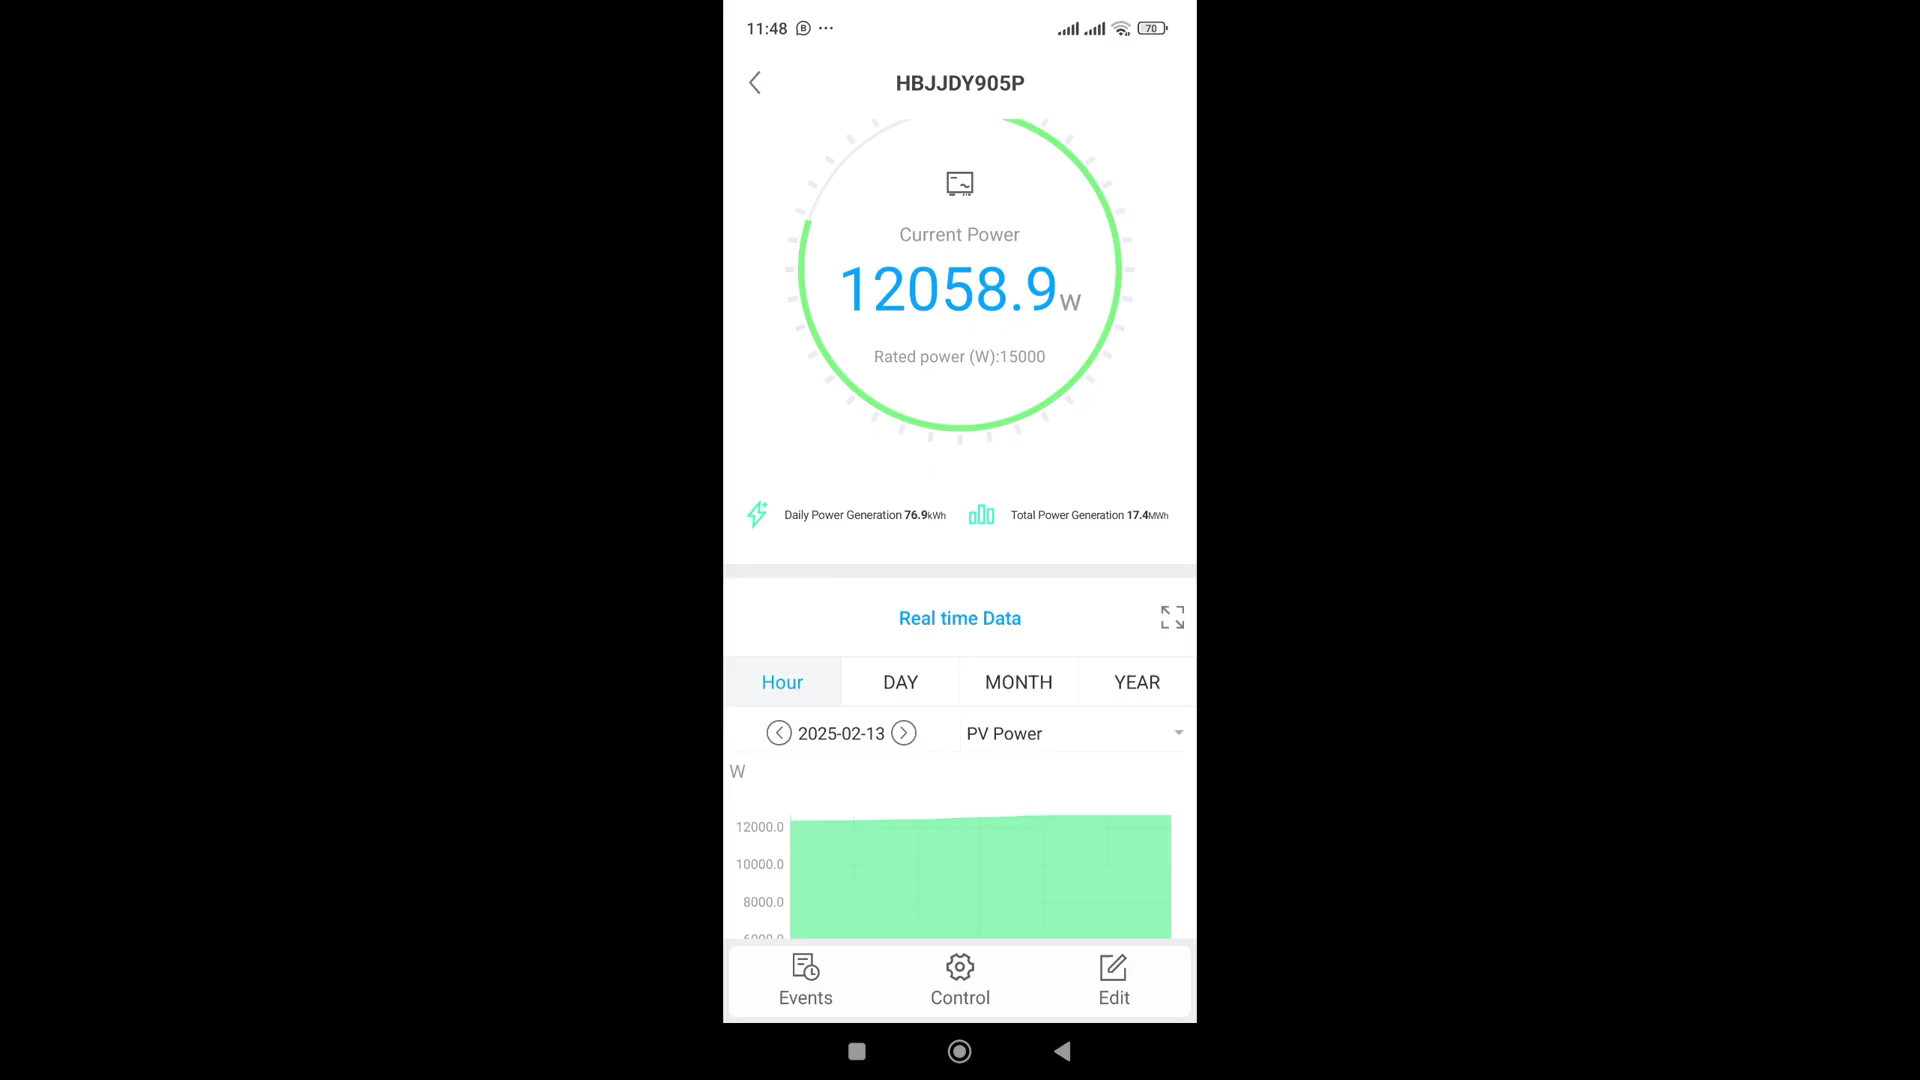 11:48
70
HBJJDY905P
Current Power
12058.9W
Rated power (W):15000
Daily Power Generation 76.9kWh
Total Power Generation 17.4MWh
Real time Data
Hour
DAY
MONTH
YEAR
2025-02-13
PV Power
W
12000.0
10000.0
8000.0
6000.0
Events
Control
Edit